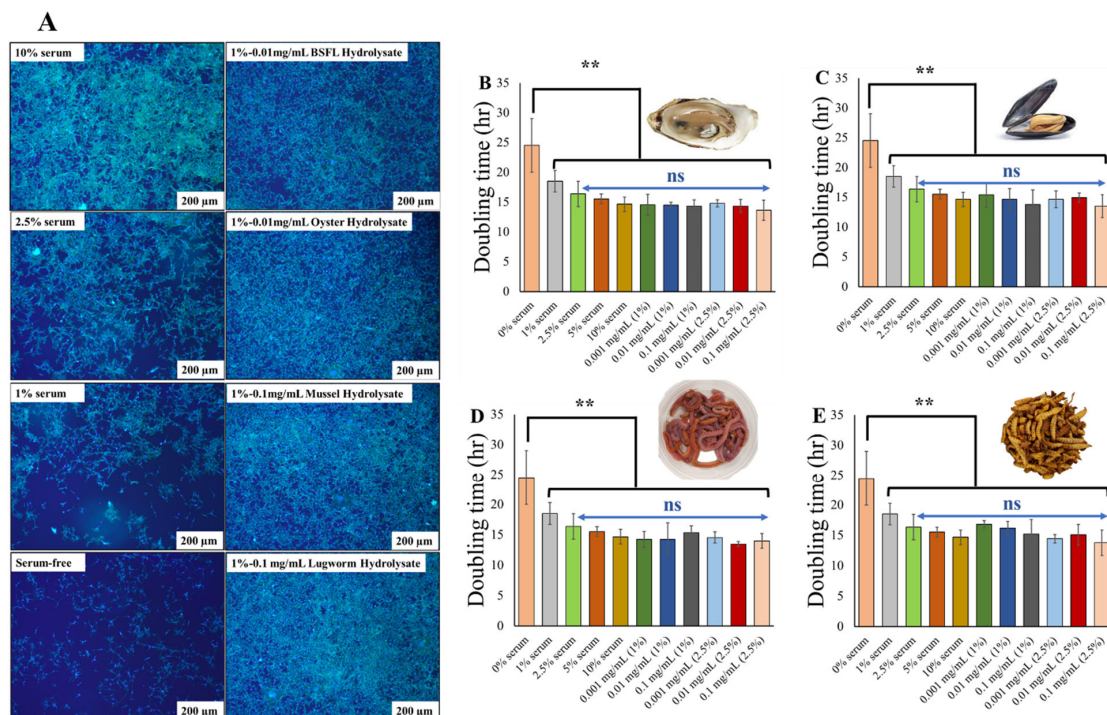 A
10% serum
200 µm
1%-0.01mg/mL BSFL Hydrolysate
200 µm
2.5% serum
200 µm
1%-0.01mg/mL Oyster Hydrolysate
200 µm
1% serum
200 µm
1%-0.1mg/mL Mussel Hydrolysate
200 µm
Serum-free
200 µm
1%-0.1 mg/mL Lugworm Hydrolysate
200 µm
B
**
ns
Doubling time (hr)
35
30
25
20
15
10
5
0
0% serum
1% serum
2.5% serum
5% serum
10% serum
0.001 mg/mL (1%)
0.01 mg/mL (1%)
0.1 mg/mL (1%)
0.001 mg/mL (2.5%)
0.01 mg/mL (2.5%)
0.1 mg/mL (2.5%)
C
**
ns
Doubling time (hr)
35
30
25
20
15
10
5
0
0% serum
1% serum
2.5% serum
5% serum
10% serum
0.001 mg/mL (1%)
0.01 mg/mL (1%)
0.1 mg/mL (1%)
0.001 mg/mL (2.5%)
0.01 mg/mL (2.5%)
0.1 mg/mL (2.5%)
D
**
ns
Doubling time (hr)
35
30
25
20
15
10
5
0
0% serum
1% serum
2.5% serum
5% serum
10% serum
0.001 mg/mL (1%)
0.01 mg/mL (1%)
0.1 mg/mL (1%)
0.001 mg/mL (2.5%)
0.01 mg/mL (2.5%)
0.1 mg/mL (2.5%)
E
**
ns
Doubling time (hr)
35
30
25
20
15
10
5
0
0% serum
1% serum
2.5% serum
5% serum
10% serum
0.001 mg/mL (1%)
0.01 mg/mL (1%)
0.1 mg/mL (1%)
0.001 mg/mL (2.5%)
0.01 mg/mL (2.5%)
0.1 mg/mL (2.5%)